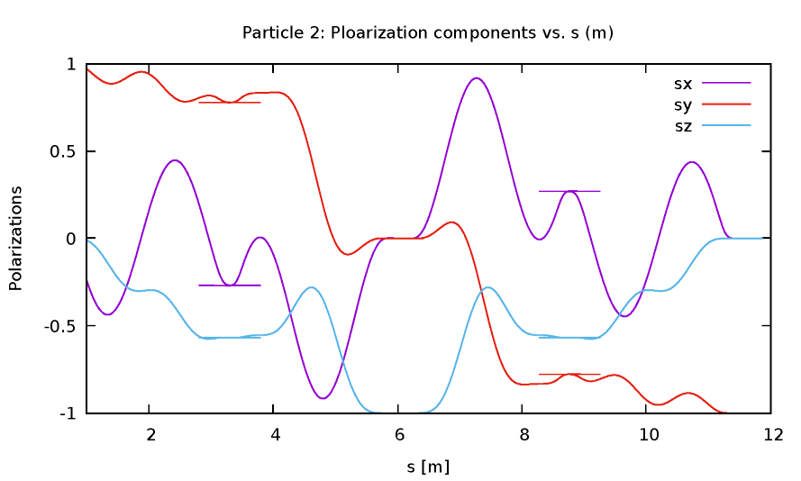 Particle 2: Ploarization components vs. s (m)
1
sx
sy
sz
0.5
0
-0.5
-1
Polarizations
2
4
6
8
10
12
s [m]